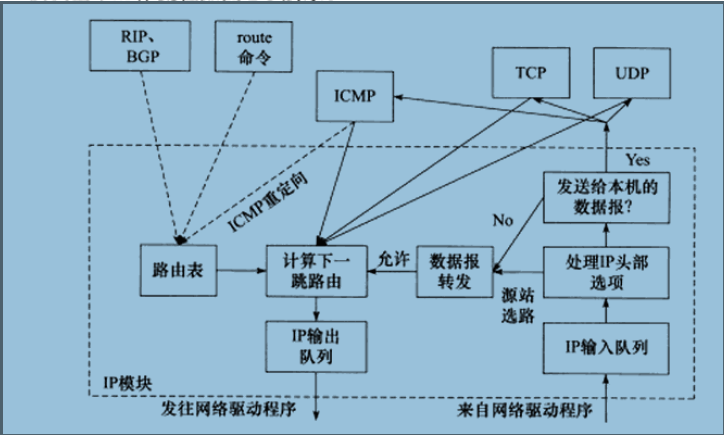 RIP、
BGP
route
命令
ICMP
TCP
UDP
Yes
ICMP重定向
发送给本机的
数据报?
No
路由表
计算下一
跳路由
允许
数据报
转发
处理IP头部
选项
源站
选路
IP输出
队列
IP输入队列
IP模块
发往网络驱动程序
来自网络驱动程序